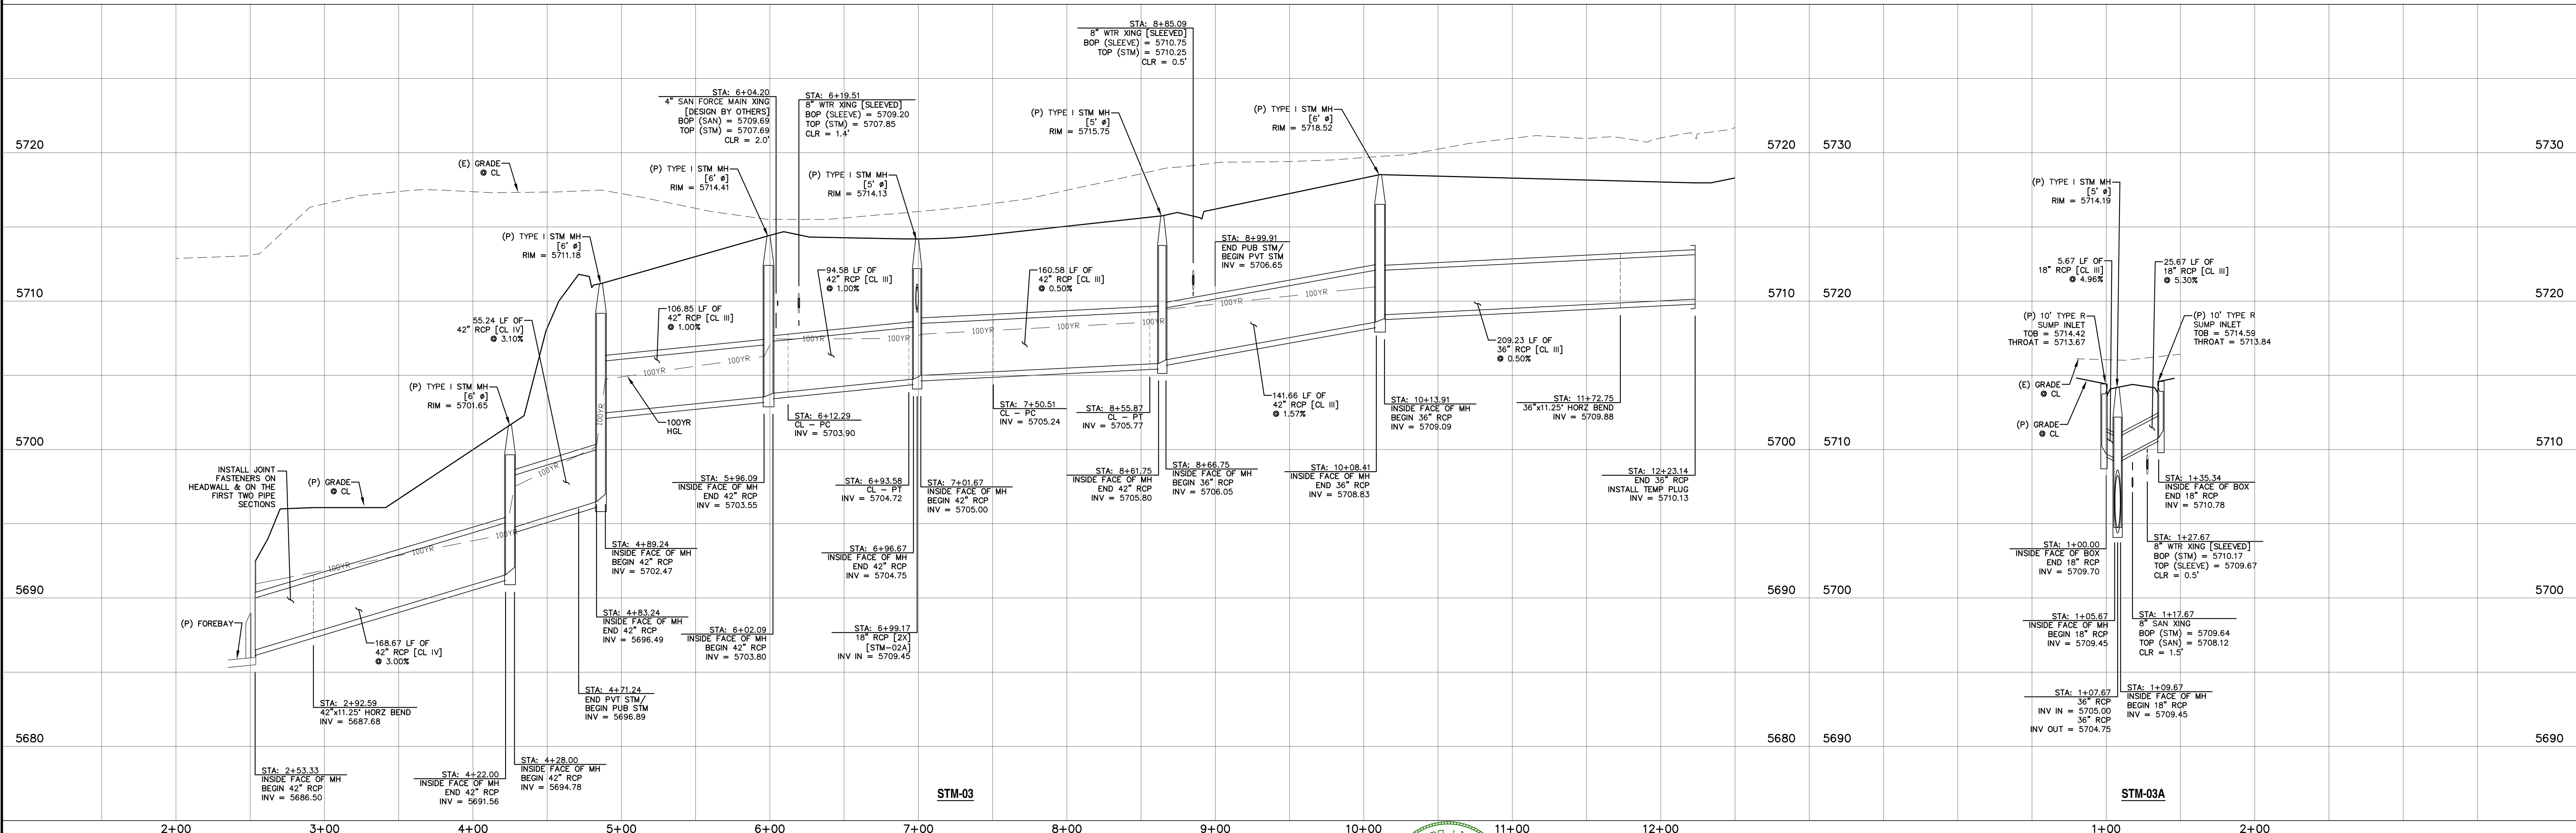 STA: 8+85.09
8" WTR XING [SLEEVED]
BOP (SLEEVE) = 5710.75
TOP (STM) = 5710.25
CLR = 0.5'
STA: 6+04.20
4" SAN FORCE MAIN XING
[DESIGN BY OTHERS]
BOP (SAN) = 5709.69
TOP (STM) = 5707.69
CLR = 2.0'
STA: 6+19.51
8" WTR XING [SLEEVED]
BOP (SLEEVE) = 5709.20
TOP (STM) = 5707.85
CLR = 1.4'
(P) TYPE I STM MH
[5' ø]
RIM = 5715.75
(P) TYPE I STM MH
[6' ø]
RIM = 5718.52
5720
(E) GRADE
@ CL
(P) TYPE I STM MH
[6' ø]
RIM = 5714.41
(P) TYPE I STM MH
[5' ø]
RIM = 5714.13
5720
5730
5730
(P) TYPE I STM MH
[5' ø]
RIM = 5714.19
(P) TYPE I STM MH
[6' ø]
RIM = 5711.18
STA: 8+99.91
END PUB STM/
BEGIN PVT STM
INV = 5706.65
94.58 LF OF
42" RCP [CL III]
@ 1.00%
160.58 LF OF
42" RCP [CL III]
@ 0.50%
5.67 LF OF
18" RCP [CL III]
@ 4.96%
25.67 LF OF
18" RCP [CL III]
@ 5.30%
5710
5710
5720
5720
55.24 LF OF
42" RCP [CL IV]
@ 3.10%
106.85 LF OF
42" RCP [CL III]
@ 1.00%
(P) 10' TYPE R
SUMP INLET
TOB = 5714.42
THROAT = 5713.67
(P) 10' TYPE R
SUMP INLET
TOB = 5714.59
THROAT = 5713.84
100YR
100YR
100YR
100YR
100YR
100YR
100YR
100YR
100YR
100YR
209.23 LF OF
36" RCP [CL III]
@ 0.50%
(P) TYPE I STM MH
[6' ø]
RIM = 5701.65
100YR
HGL
STA: 6+12.29
CL - PC
INV = 5703.90
STA: 7+50.51
CL - PC
INV = 5705.24
STA: 8+55.87
CL - PT
INV = 5705.77
141.66 LF OF
42" RCP [CL III]
@ 1.57%
STA: 10+13.91
INSIDE FACE OF MH
BEGIN 36" RCP
INV = 5709.09
STA: 11+72.75
36"x11.25° HORZ BEND
INV = 5709.88
(E) GRADE
@ CL
(P) GRADE
@ CL
5700
5700
5710
5710
INSTALL JOINT
FASTENERS ON
HEADWALL & ON THE
FIRST TWO PIPE
SECTIONS
(P) GRADE
@ CL
STA: 5+96.09
INSIDE FACE OF MH
END 42" RCP
INV = 5703.55
STA: 6+93.58
CL - PT
INV = 5704.72
STA: 7+01.67
INSIDE FACE OF MH
BEGIN 42" RCP
INV = 5705.00
STA: 8+61.75
INSIDE FACE OF MH
END 42" RCP
INV = 5705.80
STA: 8+66.75
INSIDE FACE OF MH
BEGIN 36" RCP
INV = 5706.05
STA: 10+08.41
INSIDE FACE OF MH
END 36" RCP
INV = 5708.83
STA: 12+23.14
END 36" RCP
INSTALL TEMP PLUG
INV = 5710.13
STA: 1+35.34
INSIDE FACE OF BOX
END 18" RCP
INV = 5710.78
100YR
100YR
100YR
STA: 4+89.24
INSIDE FACE OF MH
BEGIN 42" RCP
INV = 5702.47
STA: 6+96.67
INSIDE FACE OF MH
END 42" RCP
INV = 5704.75
STA: 1+00.00
INSIDE FACE OF BOX
END 18" RCP
INV = 5709.70
STA: 1+27.67
8" WTR XING [SLEEVED]
BOP (STM) = 5710.17
TOP (SLEEVE) = 5709.67
CLR = 0.5'
5690
5690
5700
5700
(P) FOREBAY
168.67 LF OF
42" RCP [CL IV]
@ 3.00%
STA: 4+83.24
INSIDE FACE OF MH
END 42" RCP
INV = 5696.49
STA: 6+02.09
INSIDE FACE OF MH
BEGIN 42" RCP
INV = 5703.80
STA: 6+99.17
18" RCP [2X]
[STM-02A]
INV IN = 5709.45
STA: 1+05.67
INSIDE FACE OF MH
BEGIN 18" RCP
INV = 5709.45
STA: 1+17.67
8" SAN XING
BOP (STM) = 5709.64
TOP (SAN) = 5708.12
CLR = 1.5'
STA: 2+92.59
42"x11.25° HORZ BEND
INV = 5687.68
STA: 4+71.24
END PVT STM/
BEGIN PUB STM
INV = 5696.89
STA: 1+07.67
36" RCP
INV IN = 5705.00
36" RCP
INV OUT = 5704.75
STA: 1+09.67
INSIDE FACE OF MH
BEGIN 18" RCP
INV = 5709.45
5680
5680
5690
5690
STA: 2+53.33
INSIDE FACE OF MH
BEGIN 42" RCP
INV = 5686.50
STA: 4+22.00
INSIDE FACE OF MH
END 42" RCP
INV = 5691.56
STA: 4+28.00
INSIDE FACE OF MH
BEGIN 42" RCP
INV = 5694.78
STM-03
STM-03A
2+00
3+00
4+00
5+00
6+00
7+00
8+00
9+00
10+00
11+00
12+00
1+00
2+00